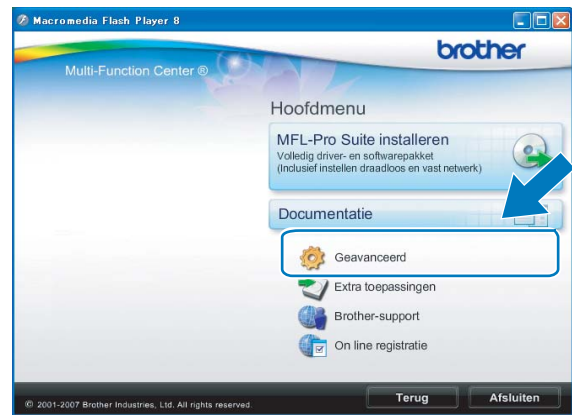 Macromedia Flash Player 8
brother
Multi-Function Center ®
Hoofdmenu
MFL-Pro Suite installeren
Volledig driver- en softwarepakket
(Inclusief instellen draadloos en vast netwerk)
Documentatie
Geavanceerd
Extra toepassingen
Brother-support
On line registratie
© 2001-2007 Brother Industries, Ltd. All rights reserved.
Terug
Afsluiten